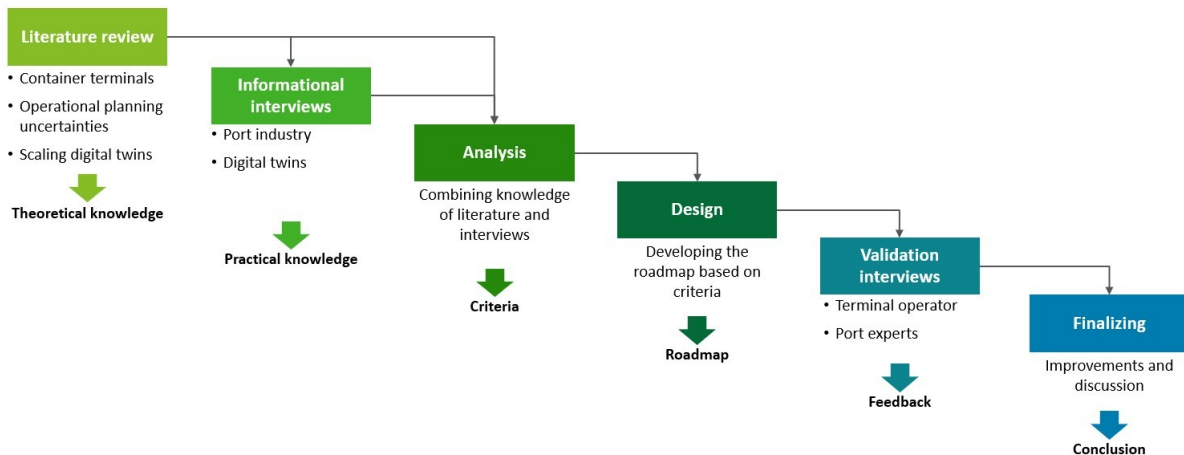 Literature review
• Container terminals
• Operational planning
uncertainties
• Scaling digital twins
Theoretical knowledge
Informational
interviews
• Port industry
• Digital twins
Practical knowledge
Analysis
Combining knowledge
of literature and
interviews
Criteria
Design
Developing the
roadmap based on
criteria
Roadmap
Validation
interviews
• Terminal operator
• Port experts
Feedback
Finalizing
Improvements and
discussion
Conclusion